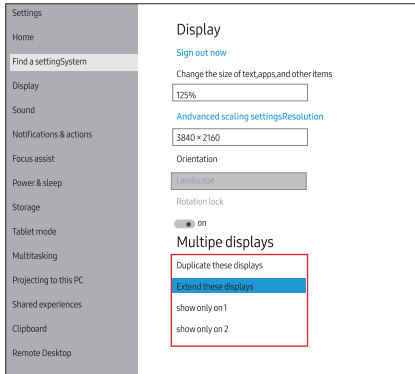 Settings
Home
Find a settingSystem
Display
Sound
Notifications & actions
Focus assist
Power & sleep
Storage
Tablet mode
Multitasking
Projecting to this PC
Shared experiences
Clipboard
Remote Desktop
Display
Sign out now
Change the size of text,apps,and other items
125%
Andvanced scaling settingsResolution
3840 × 2160
Orientation
Landscape
Rotation lock
on
Multipe displays
Duplicate these displays
Extend these displays
show only on 1
show only on 2